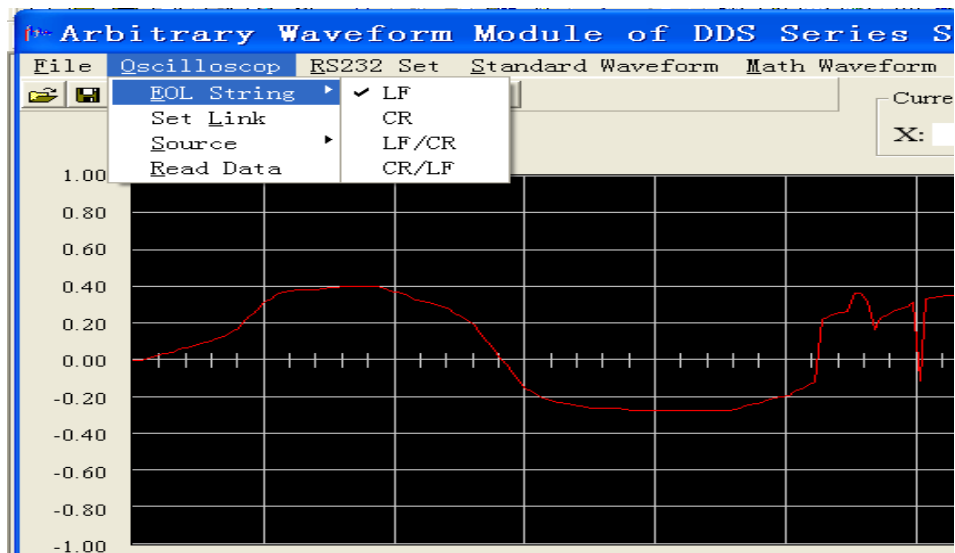 Arbitrary Waveform Module of DDS Series S
File Oscilloscop RS232 Set Standard Waveform Math Waveform
EOL String LF
Set Link CR
Source LF/CR
Read Data CR/LF
Curre
X:
1.00
0.80
0.60
0.40
0.20
0.00
-0.20
-0.40
-0.60
-0.80
-1.00